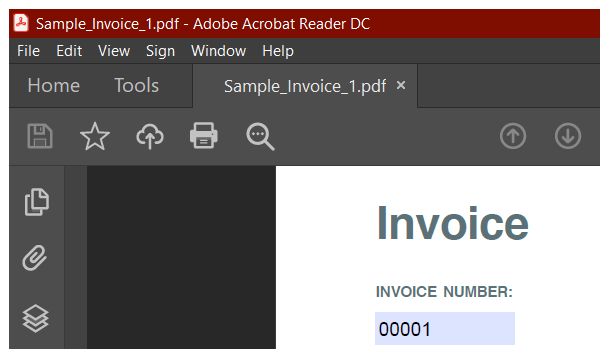 Sample_Invoice_1.pdf - Adobe Acrobat Reader DC
File Edit View Sign Window Help
Home Tools Sample_Invoice_1.pdf ×
Invoice
INVOICE NUMBER:
00001